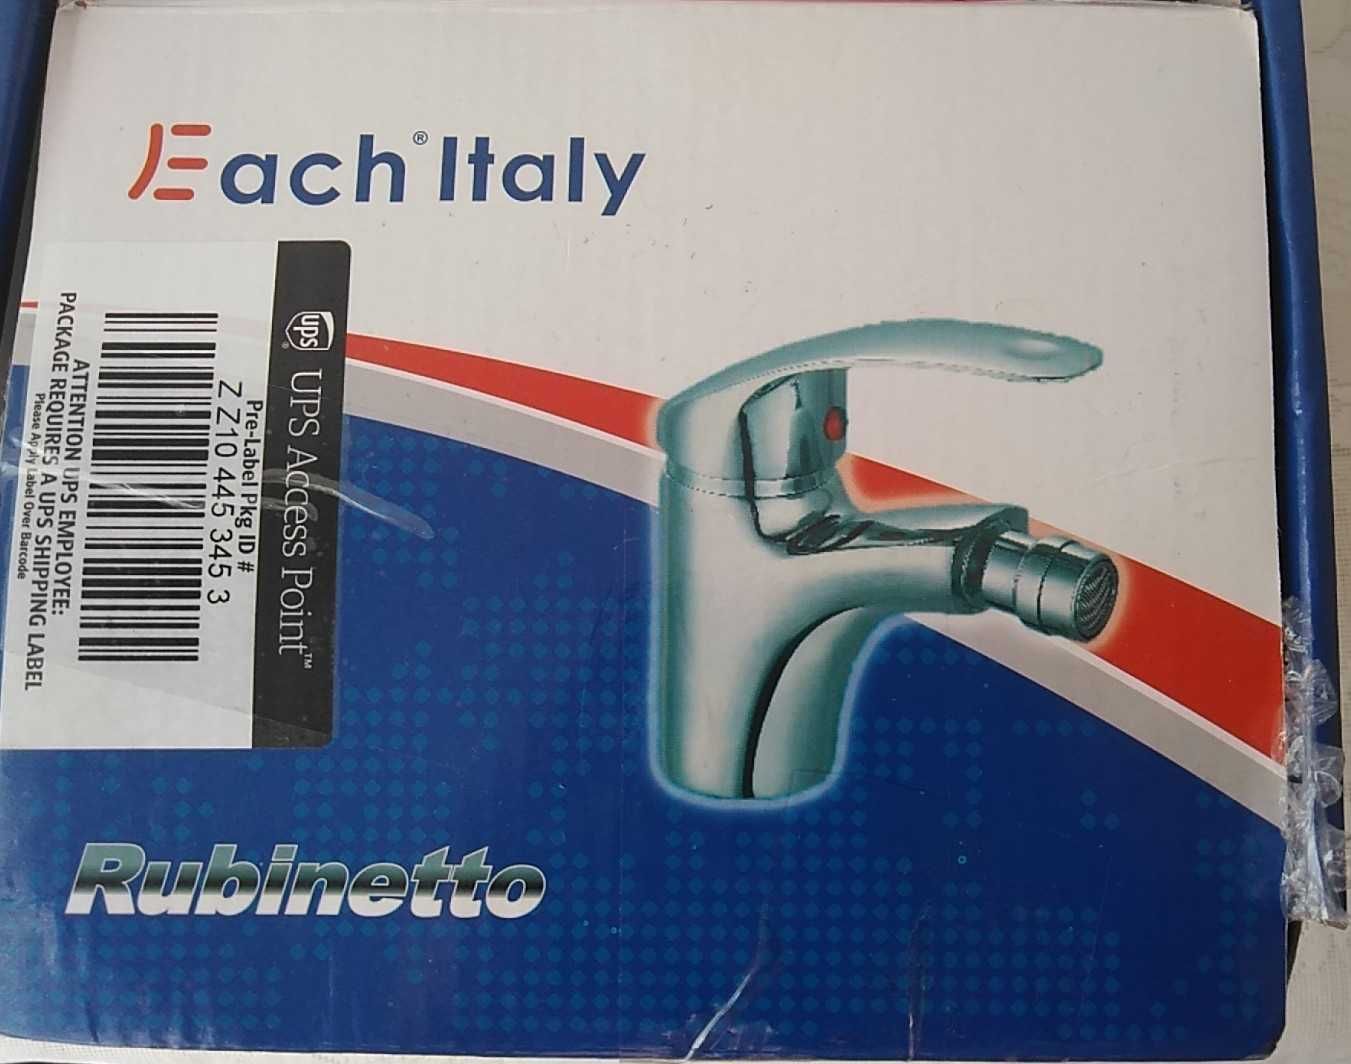 Each® Italy
ups® UPS Access Point™
Pre-Label Pkg ID#
Z Z10 445 345 3
ATTENTION UPS EMPLOYEE:
PACKAGE REQUIRES A UPS SHIPPING LABEL
Please Apply Label Over Barcode
Rubinetto